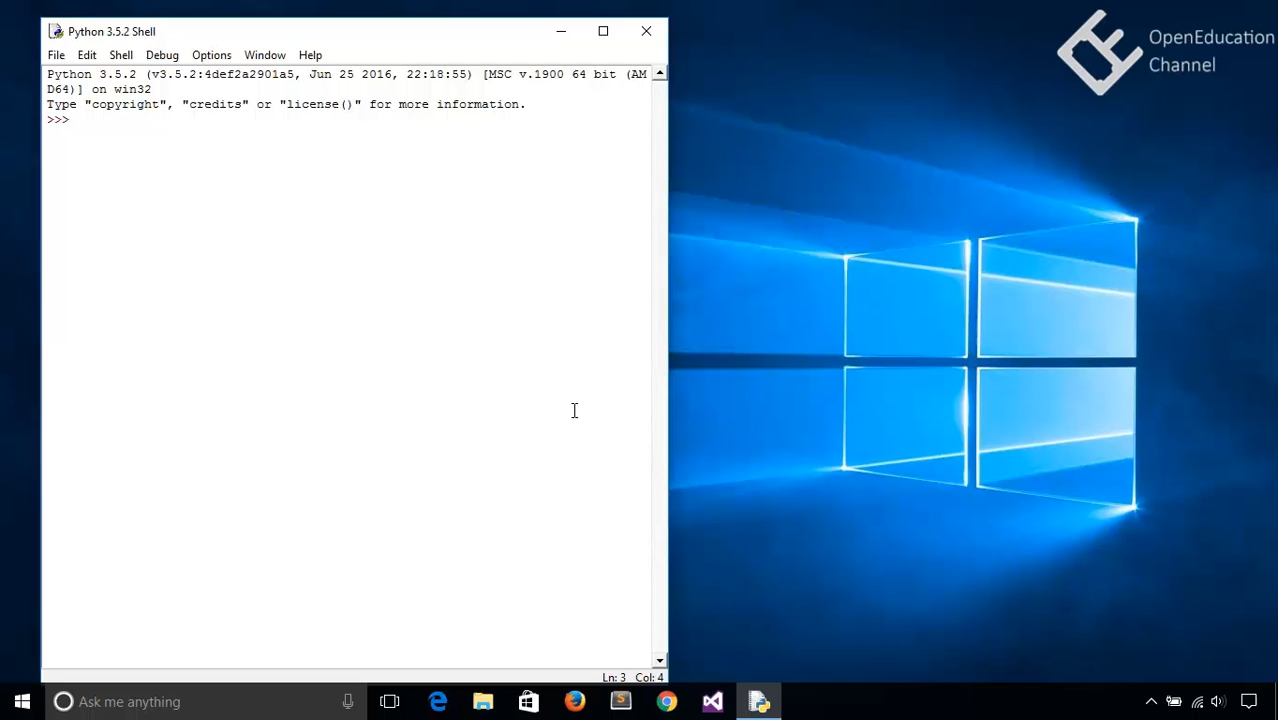 Python 3.5.2 Shell
File Edit Shell Debug Options Window Help
Python 3.5.2 (v3.5.2:4def2a2901a5, Jun 25 2016, 22:18:55) [MSC v.1900 64 bit (AM
D64)] on win32
Type "copyright", "credits" or "license()" for more information.
>>>
Ln: 3 Col: 4
OpenEducation
Channel
Ask me anything